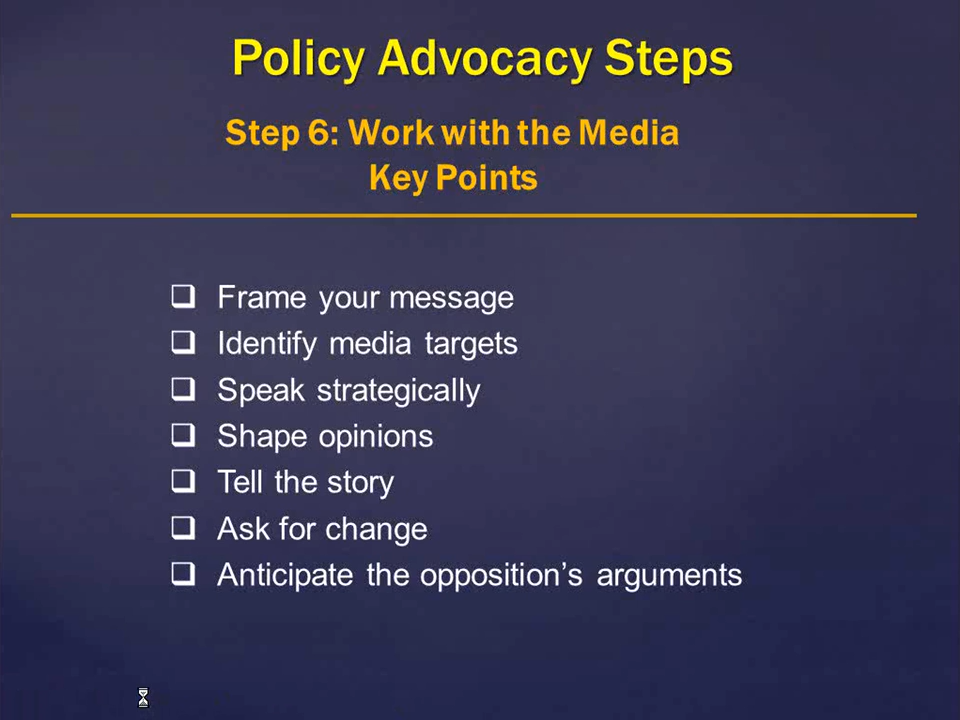 Policy Advocacy Steps
Step 6: Work with the Media
Key Points
Frame your message
Identify media targets
Speak strategically
Shape opinions
Tell the story
Ask for change
Anticipate the opposition’s arguments